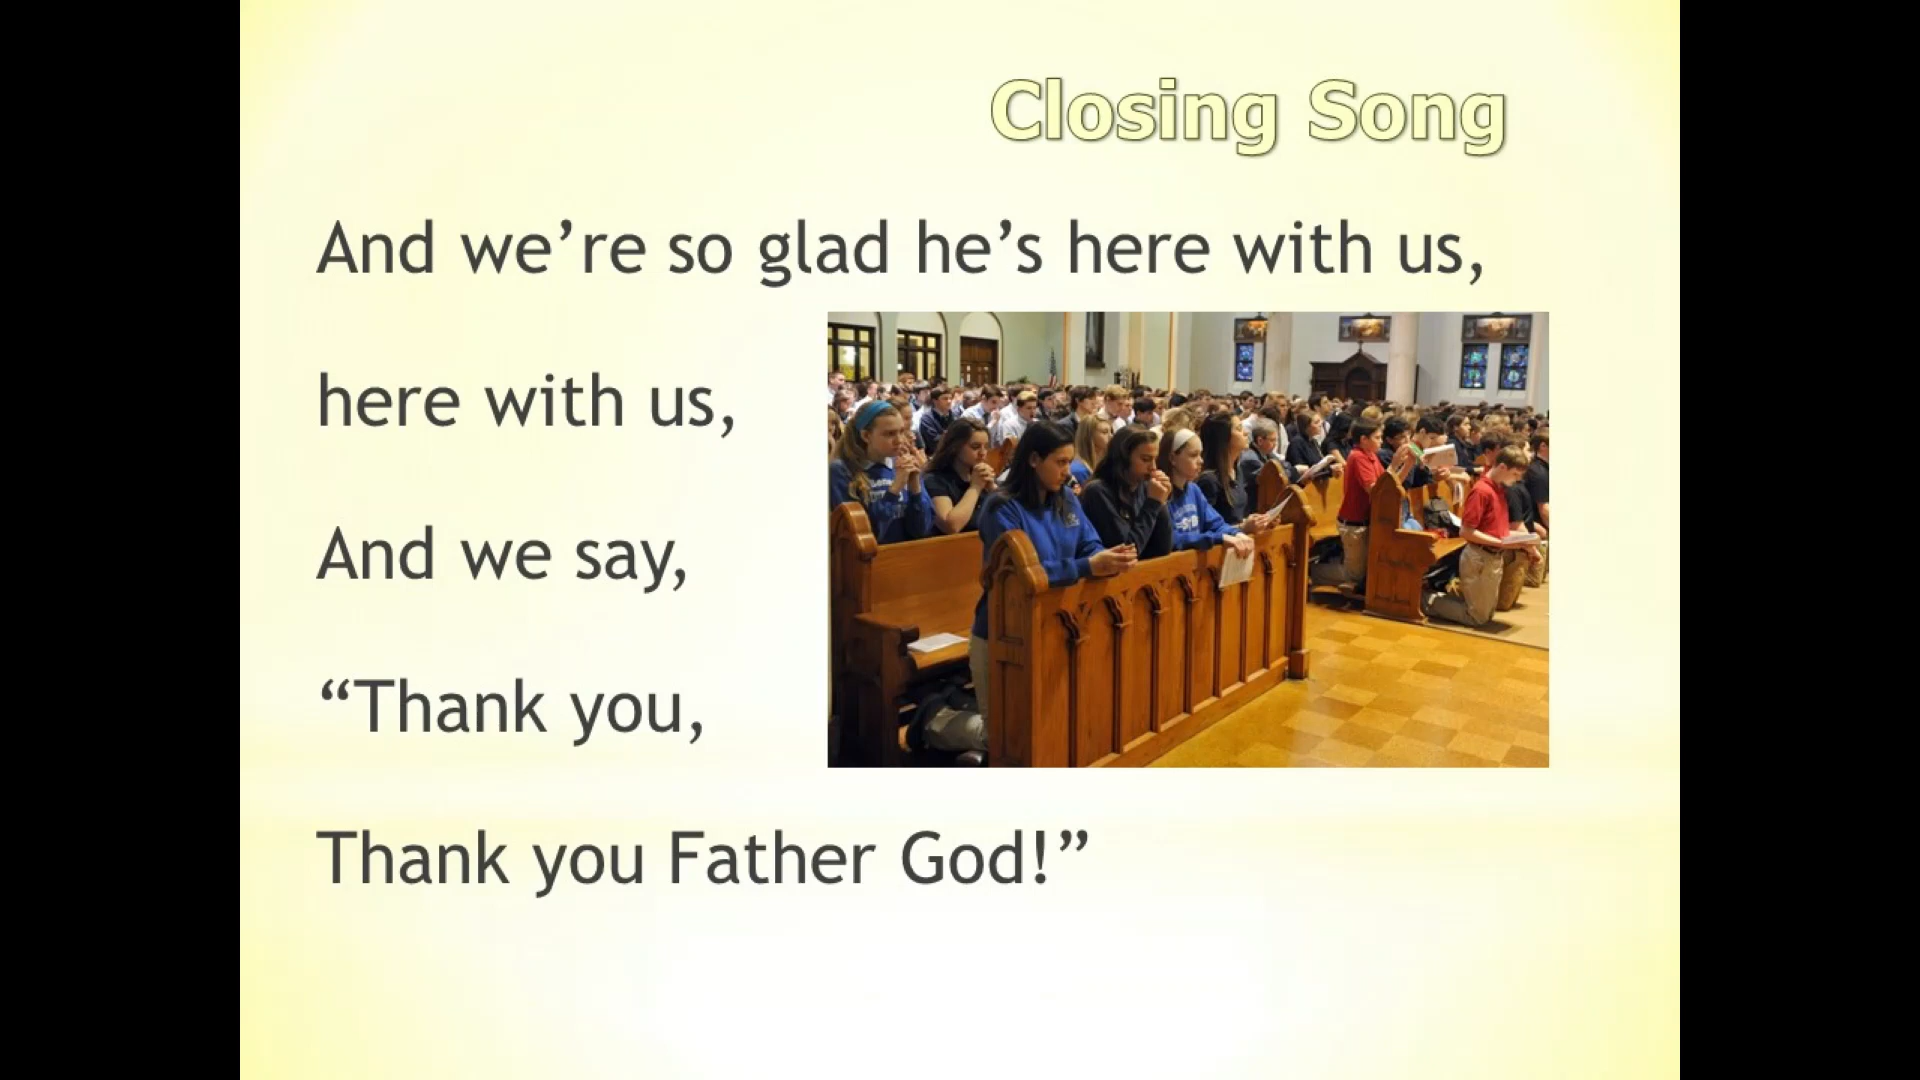 Closing Song
And we’re so glad he’s here with us,
here with us,
And we say,
“Thank you,
Thank you Father God!”